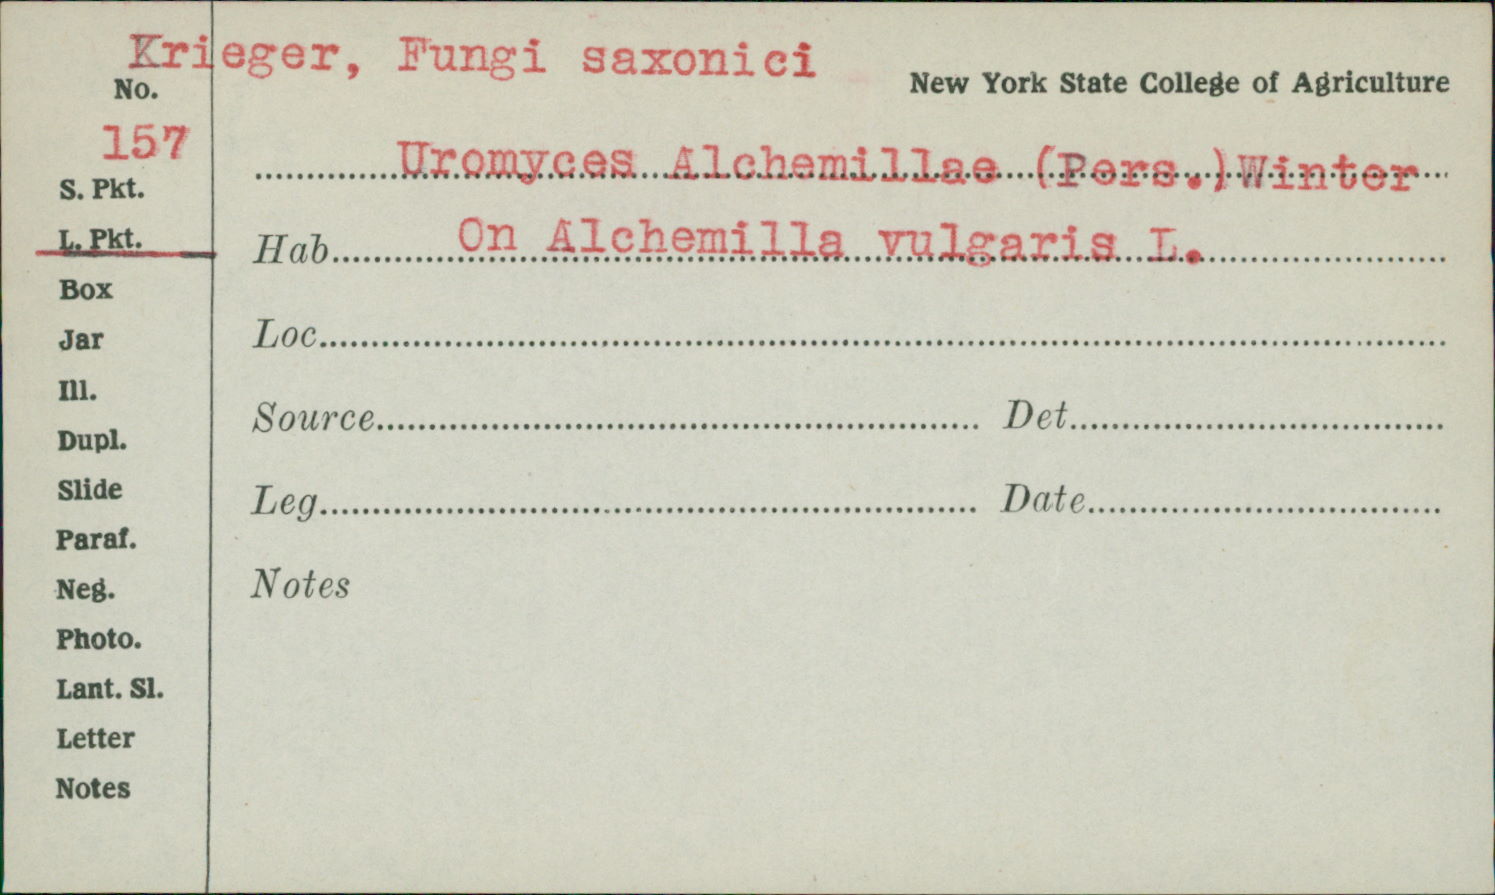 Krieger, Fungi saxonici
New York State College of Agriculture
No.
157
Uromyces Alchemillae (Pers.)Winter
S. Pkt.
L. Pkt.
Hab. On Alchemilla vulgaris L.
Box
Loc.
Jar
Ill.
Source Det.
Dupl.
Slide
Leg. Date
Paraf.
Neg.
Notes
Photo.
Lant. Sl.
Letter
Notes